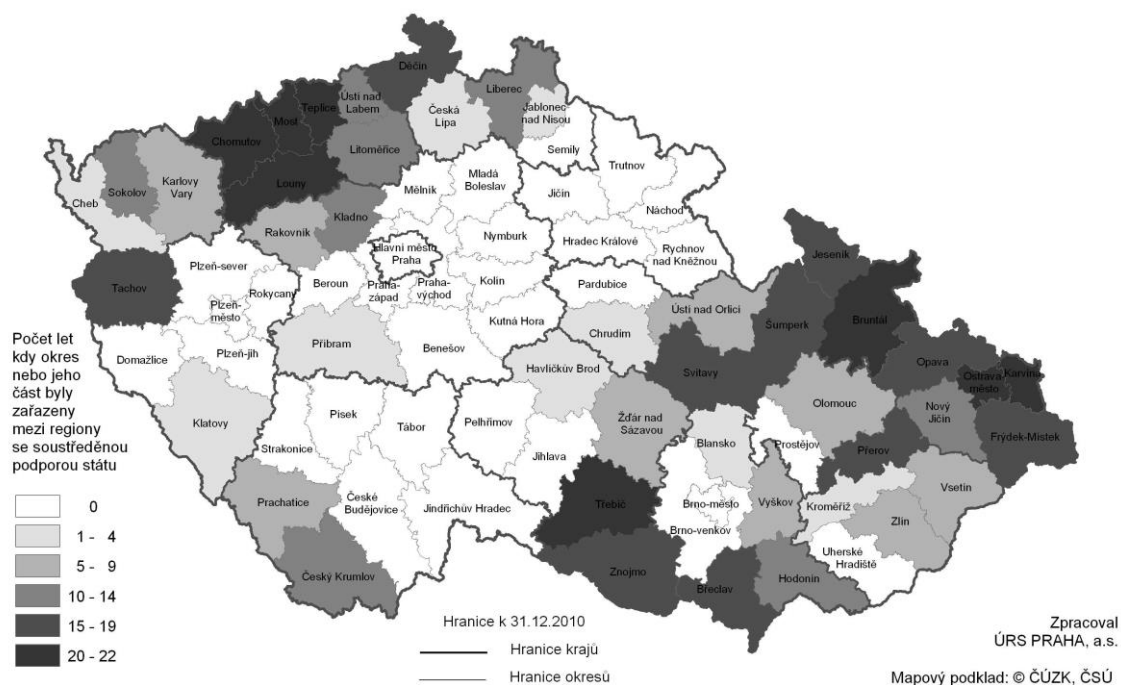 Děčín
Liberec
Ústí nad
Labem
Teplice
Most
Chomutov
Česká
Lípa
Jablonec
nad Nisou
Semily
Trutnov
Litoměřice
Louny
Karlovy
Vary
Sokolov
Cheb
Mělník
Mladá
Boleslav
Jičín
Náchod
Kladno
Rakovník
Nymburk
Hradec Králové
Rychnov
nad Kněžnou
Hlavní město
Praha
Jeseník
Plzeň-sever
Rokycany
Beroun
Praha-
západ
Praha-
východ
Kolín
Pardubice
Tachov
Plzeň-
město
Kutná Hora
Chrudim
Ústí nad Orlicí
Šumperk
Bruntál
Domažlice
Plzeň-jih
Příbram
Benešov
Havlíčkův Brod
Svitavy
Opava
Ostrava
město
Karviná
Klatovy
Písek
Tábor
Pelhřimov
Žďár nad
Sázavou
Olomouc
Nový
Jičín
Frýdek-Místek
Strakonice
Jihlava
Blansko
Prostějov
Přerov
Prachatice
České
Budějovice
Jindřichův Hradec
Třebíč
Brno-město
Brno-venkov
Vyškov
Kroměříž
Vsetín
Zlín
Český Krumlov
Znojmo
Břeclav
Hodonín
Uherské
Hradiště
Počet let
kdy okres
nebo jeho
část byly
zařazeny
mezi regiony
se soustředěnou
podporou státu
0
1 - 4
5 - 9
10 - 14
15 - 19
20 - 22
Hranice k 31.12.2010
Hranice krajů
Hranice okresů
Zpracoval
ÚRS PRAHA, a.s.
Mapový podklad: © ČÚZK, ČSÚ